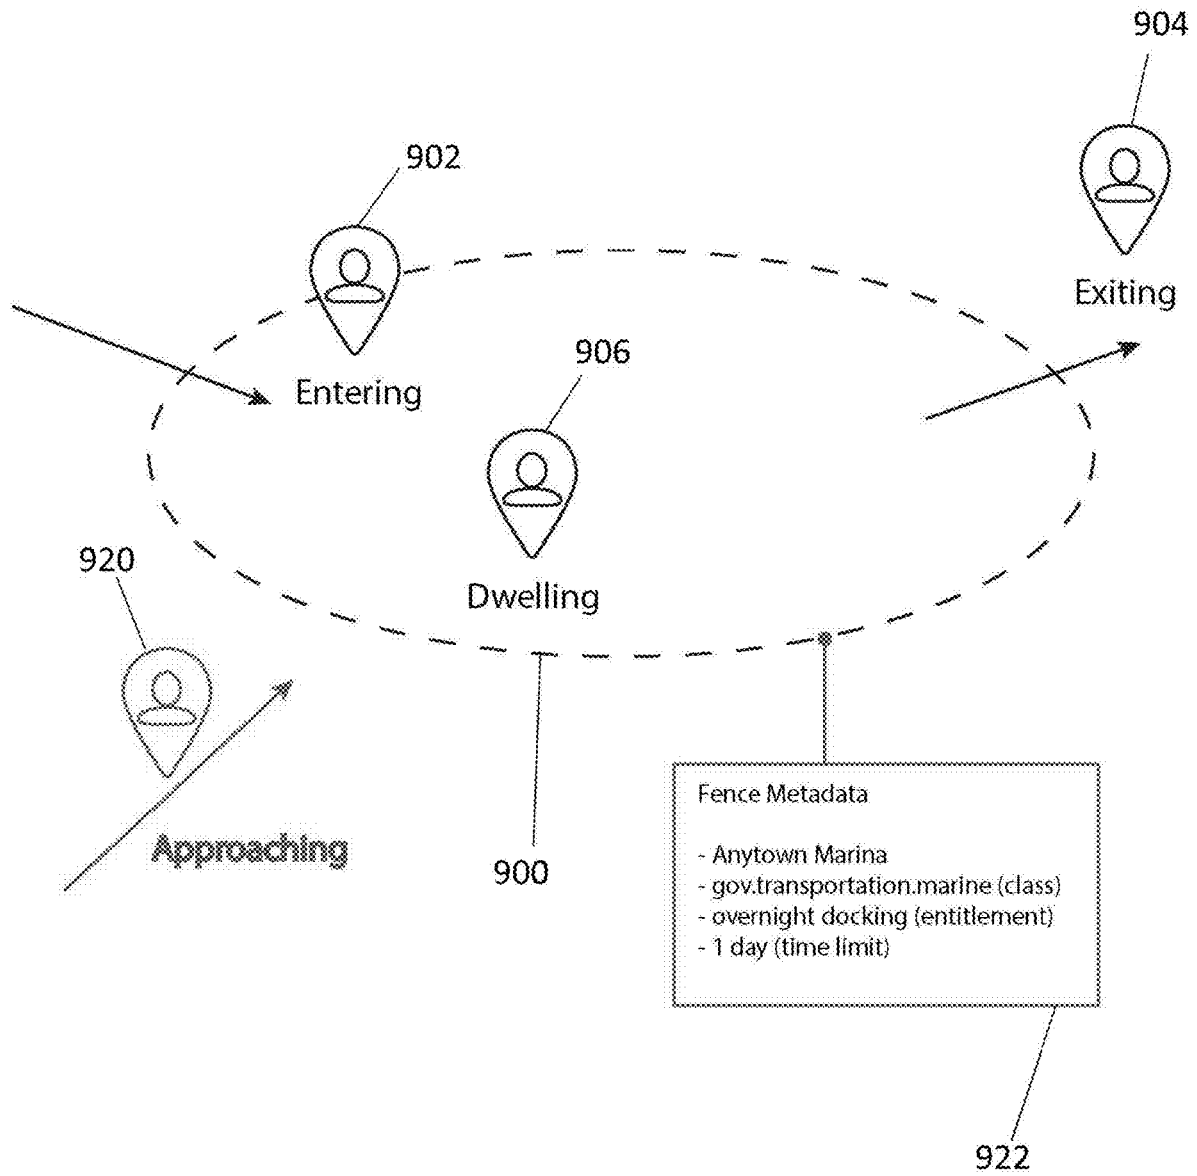 904
902
Exiting
906
Entering
920
Dwelling
Fence Metadata
Approaching
- Anytown Marina
900
- gov.transportation.marine (class)
- overnight docking (entitlement)
- 1 day (time limit)
922